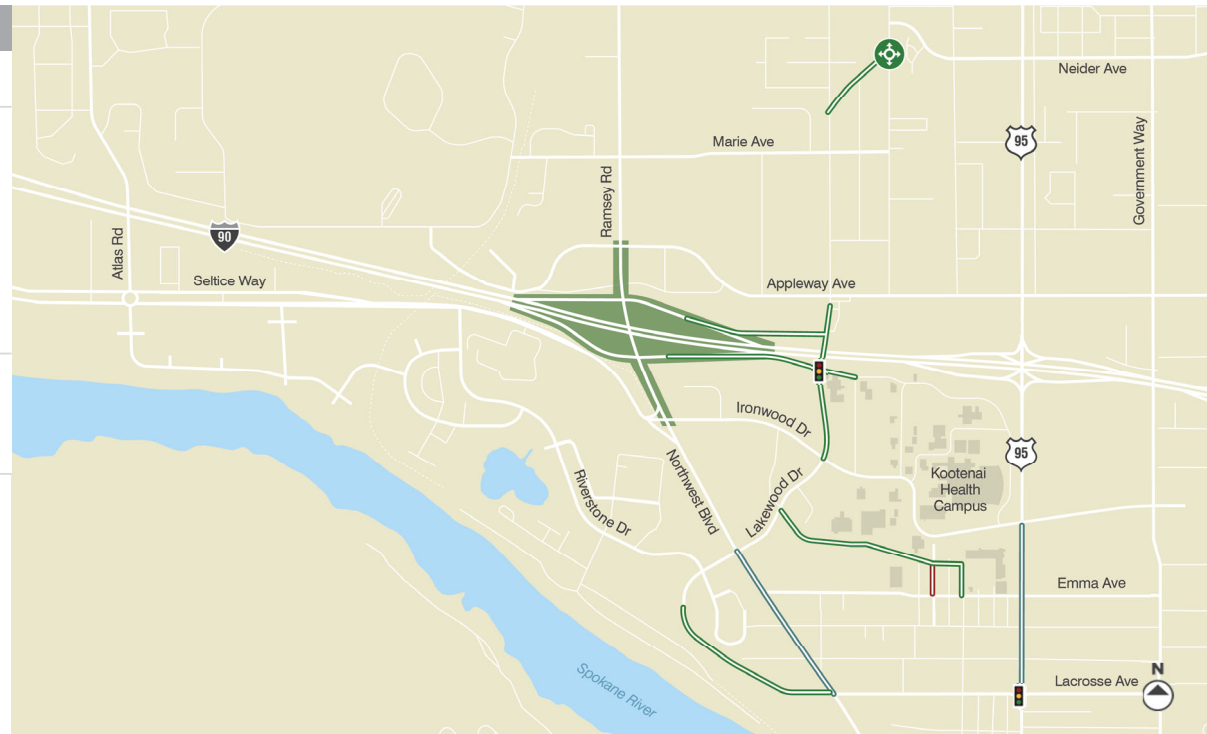 Neider Ave
95
Marie Ave
Government Way
Ramsey Rd
90
Atlas Rd
Seltice Way
Appleway Ave
Ironwood Dr
95
Kootenai
Health
Campus
Northwest Blvd
Lakewood Dr
Riverstone Dr
Emma Ave
Spokane River
Lacrosse Ave
N